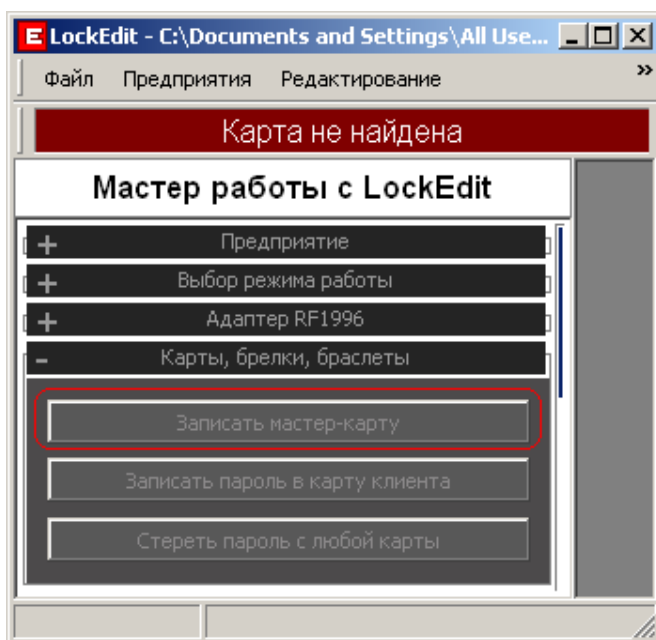 E LockEdit - C:\Documents and Settings\All Use...
Файл Предприятия Редактирование »
Карта не найдена
Мастер работы с LockEdit
+ Предприятие
+ Выбор режима работы
+ Адаптер RF1996
- Карты, брелки, браслеты
Записать мастер-карту
Записать пароль в карту клиента
Стереть пароль с любой карты